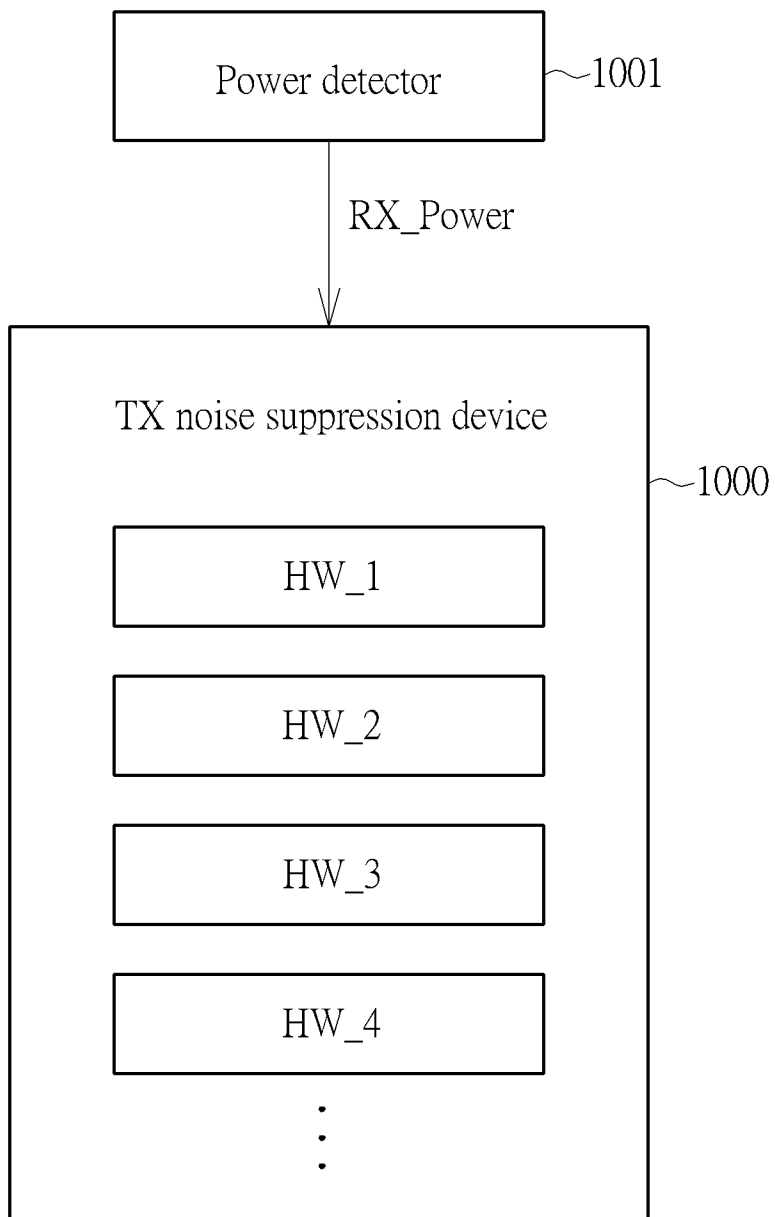 Power detector
1001
RX_Power
TX noise suppression device
1000
HW_1
HW_2
HW_3
HW_4